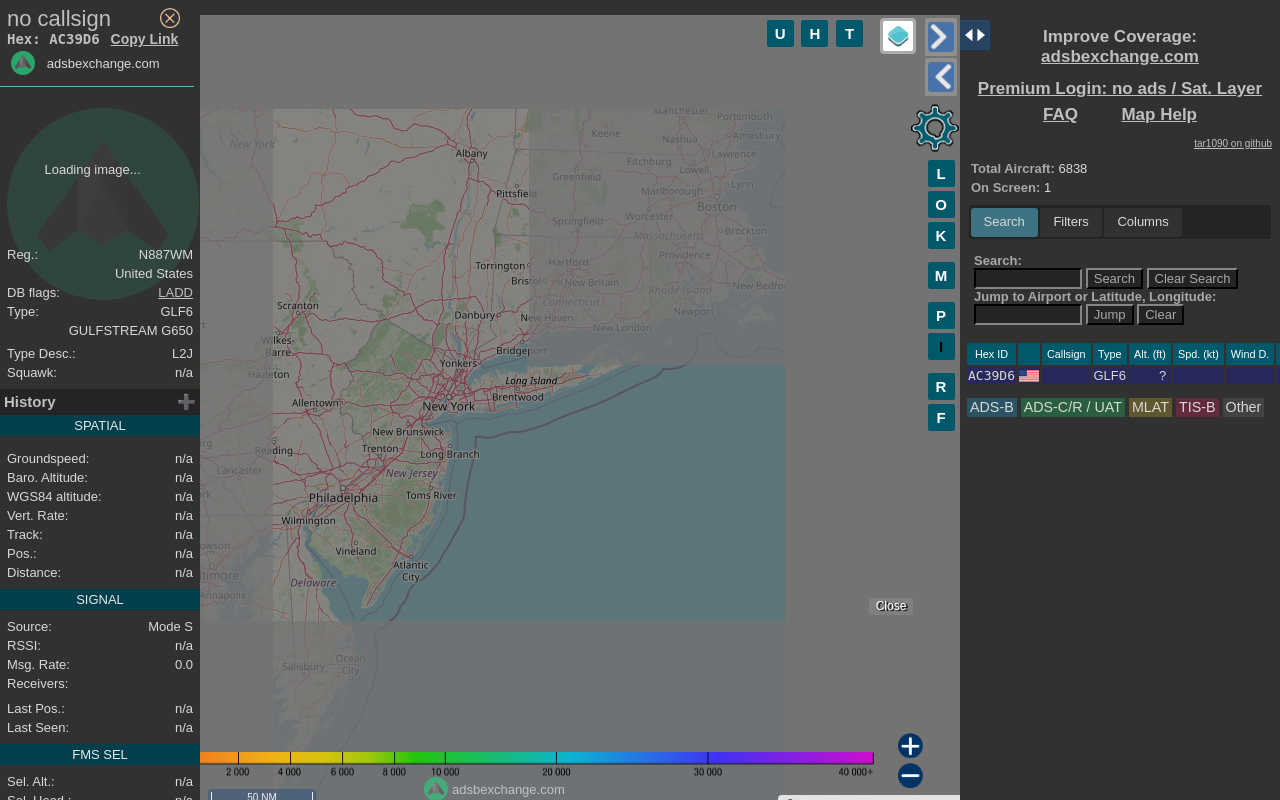 no callsign
Hex: AC39D6 Copy Link
adsbexchange.com
Loading image...
Reg.: N887WM
United States
DB flags: LADD
Type: GLF6
GULFSTREAM G650
Type Desc.: L2J
Squawk: n/a
History
SPATIAL
Groundspeed: n/a
Baro. Altitude: n/a
WGS84 altitude: n/a
Vert. Rate: n/a
Track: n/a
Pos.: n/a
Distance: n/a
SIGNAL
Source: Mode S
RSSI: n/a
Msg. Rate: 0.0
Receivers:
Last Pos.: n/a
Last Seen: n/a
FMS SEL
Sel. Alt.: n/a
Sel. Head.: n/a
U H T
L
O
K
M
P
I
R
F
New York
Manchester
Portsmouth
Keene
Nashua
Amesbury
Albany
Fitchburg
Lawrence
Lowell
Greenfield
Pittsfield
Marlborough
Lynn
Boston
Worcester
Springfield
Massachusetts
Brockton
Providence
Torrington
Hartford
Bristol
New Britain
Rhode Island
New Bedfo
Connecticut
Scranton
Danbury
New Haven
Newport
New London
Wilkes-
Barre
Bridgeport
Hazleton
Yonkers
Long Island
Allentown
New York
Brentwood
New Brunswick
Reading
Trenton
Long Branch
Lancaster
New Jersey
Philadelphia
Toms River
Wilmington
Vineland
Atlantic
City
Delaware
Annapolis
Salisbury
Ocean
City
Close
2 000 4 000 6 000 8 000 10 000 20 000 30 000 40 000+
adsbexchange.com
50 NM
Improve Coverage:
adsbexchange.com
Premium Login: no ads / Sat. Layer
FAQ Map Help
tar1090 on github
Total Aircraft: 6838
On Screen: 1
Search Filters Columns
Search:
Search Clear Search
Jump to Airport or Latitude, Longitude:
Jump Clear
Hex ID Callsign Type Alt. (ft) Spd. (kt) Wind D.
AC39D6 GLF6 ?
ADS-B ADS-C/R / UAT MLAT TIS-B Other